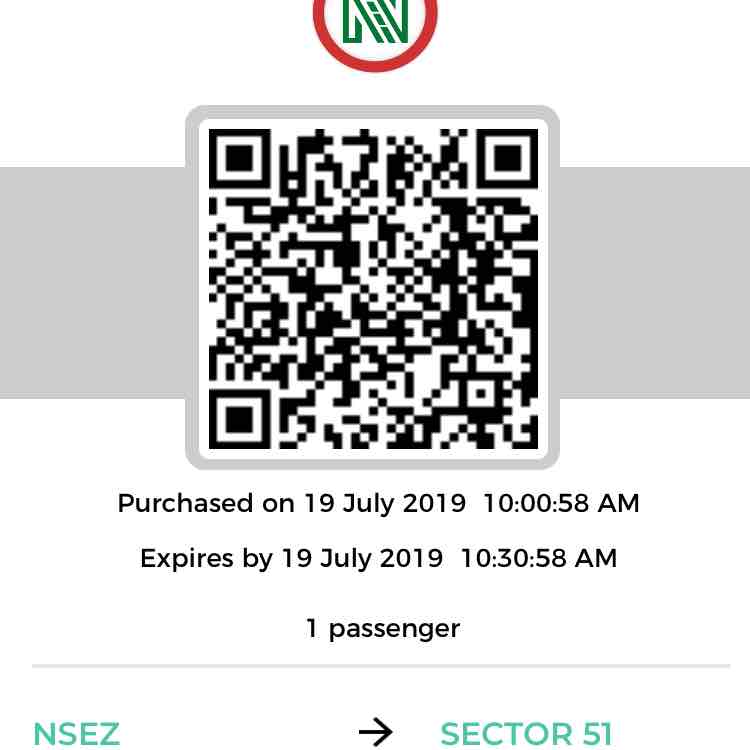 Purchased on 19 July 2019 10:00:58 AM
Expires by 19 July 2019 10:30:58 AM
1 passenger
NSEZ → SECTOR 51